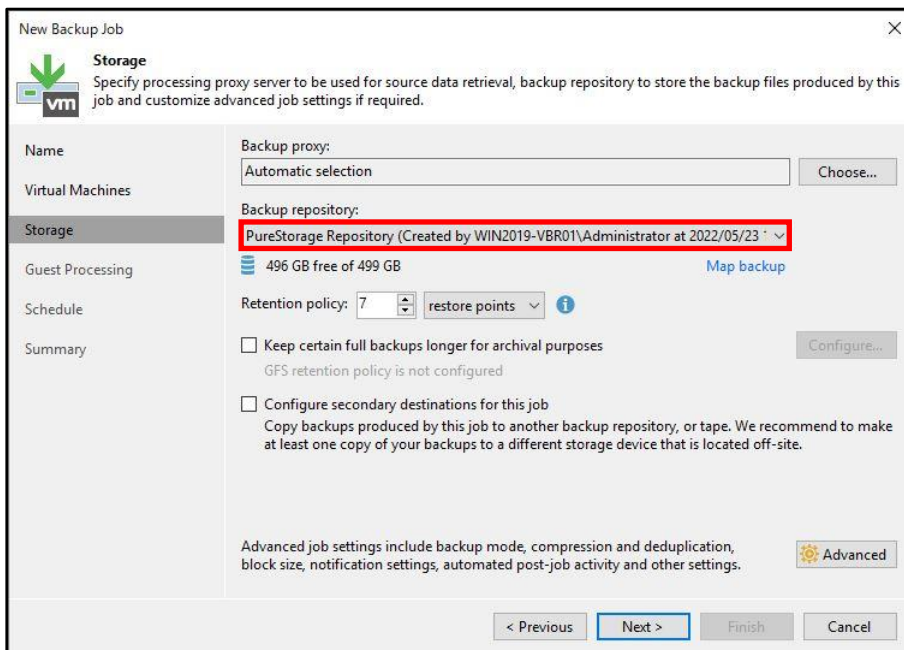 New Backup Job
Storage
Specify processing proxy server to be used for source data retrieval, backup repository to store the backup files produced by this
job and customize advanced job settings if required.
vm
Name
Virtual Machines
Storage
Guest Processing
Schedule
Summary
Backup proxy:
Automatic selection
Choose...
Backup repository:
PureStorage Repository (Created by WIN2019-VBR01\Administrator at 2022/05/23
496 GB free of 499 GB
Map backup
Retention policy: 7 restore points
Keep certain full backups longer for archival purposes
Configure...
GFS retention policy is not configured
Configure secondary destinations for this job
Copy backups produced by this job to another backup repository, or tape. We recommend to make
at least one copy of your backups to a different storage device that is located off-site.
Advanced job settings include backup mode, compression and deduplication,
block size, notification settings, automated post-job activity and other settings.
Advanced
< Previous
Next >
Finish
Cancel